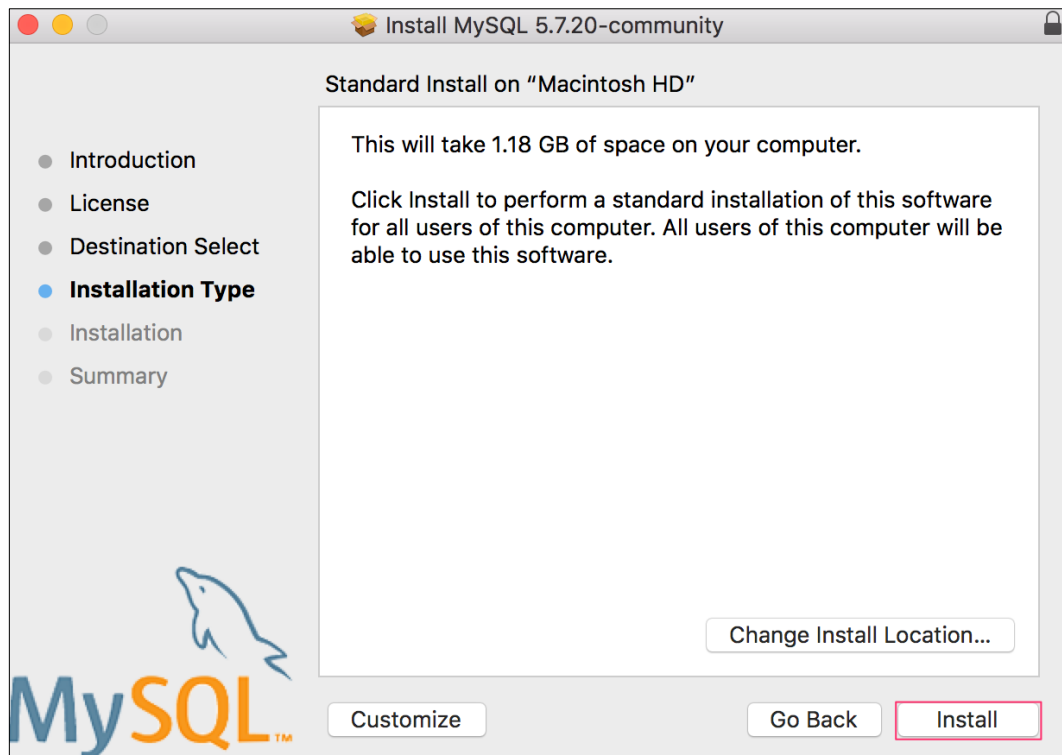 Install MySQL 5.7.20-community
Standard Install on “Macintosh HD”
Introduction
License
Destination Select
Installation Type
Installation
Summary
This will take 1.18 GB of space on your computer.
Click Install to perform a standard installation of this software
for all users of this computer. All users of this computer will be
able to use this software.
Change Install Location...
MySQL™
Customize
Go Back
Install